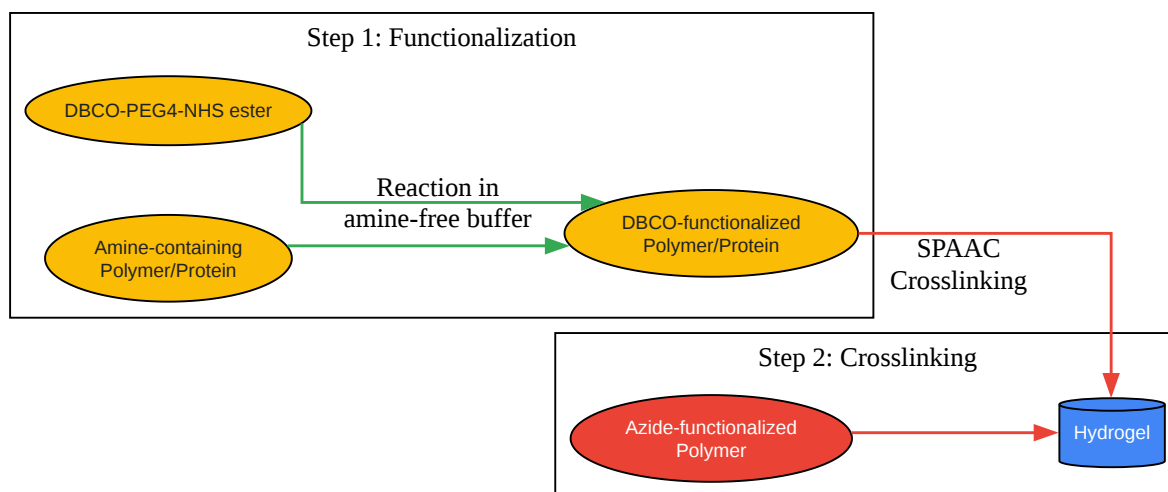 Step 1: Functionalization
DBCO-PEG4-NHS ester
Reaction in
amine-free buffer
Amine-containing
Polymer/Protein
DBCO-functionalized
Polymer/Protein
SPAAC
Crosslinking
Step 2: Crosslinking
Azide-functionalized
Polymer
Hydrogel